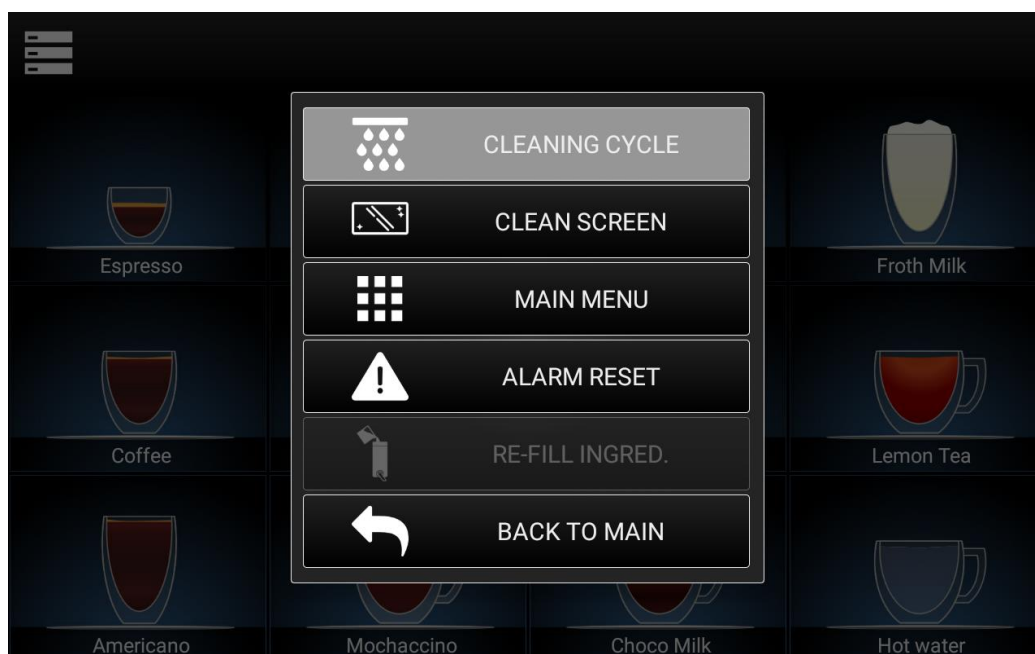 CLEANING CYCLE
CLEAN SCREEN
MAIN MENU
ALARM RESET
RE-FILL INGRED.
BACK TO MAIN
Espresso
Froth Milk
Coffee
Lemon Tea
Americano
Mochaccino
Choco Milk
Hot water